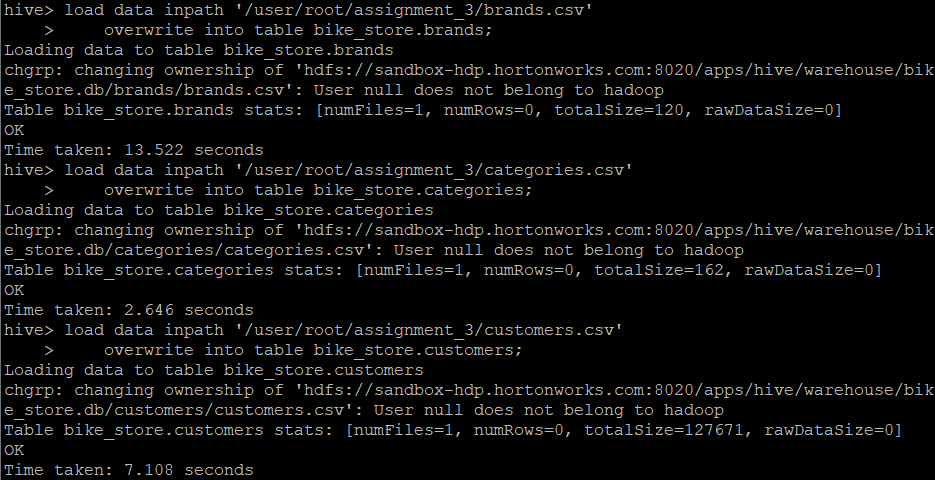 hive> load data inpath '/user/root/assignment_3/brands.csv'
    >     overwrite into table bike_store.brands;
Loading data to table bike_store.brands
chgrp: changing ownership of 'hdfs://sandbox-hdp.hortonworks.com:8020/apps/hive/warehouse/bik
e_store.db/brands/brands.csv': User null does not belong to hadoop
Table bike_store.brands stats: [numFiles=1, numRows=0, totalSize=120, rawDataSize=0]
OK
Time taken: 13.522 seconds
hive> load data inpath '/user/root/assignment_3/categories.csv'
    >     overwrite into table bike_store.categories;
Loading data to table bike_store.categories
chgrp: changing ownership of 'hdfs://sandbox-hdp.hortonworks.com:8020/apps/hive/warehouse/bik
e_store.db/categories/categories.csv': User null does not belong to hadoop
Table bike_store.categories stats: [numFiles=1, numRows=0, totalSize=162, rawDataSize=0]
OK
Time taken: 2.646 seconds
hive> load data inpath '/user/root/assignment_3/customers.csv'
    >     overwrite into table bike_store.customers;
Loading data to table bike_store.customers
chgrp: changing ownership of 'hdfs://sandbox-hdp.hortonworks.com:8020/apps/hive/warehouse/bik
e_store.db/customers/customers.csv': User null does not belong to hadoop
Table bike_store.customers stats: [numFiles=1, numRows=0, totalSize=127671, rawDataSize=0]
OK
Time taken: 7.108 seconds